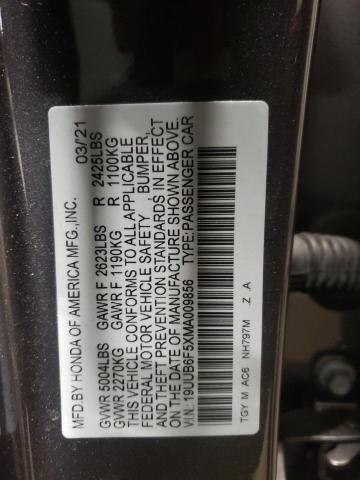 MFD.BY HONDA OF AMERICA MFG.,INC. 03/21
GVWR 5004LBS GAWR F 2623LBS R 2425LBS
GVWR 2270KG GAWR F 1190KG R 1100KG
THIS VEHICLE CONFORMS TO ALL APPLICABLE
FEDERAL MOTOR VEHICLE SAFETY , BUMPER,
AND THEFT PREVENTION STANDARDS IN EFFECT
ON THE DATE OF MANUFACTURE SHOWN ABOVE.
V.I.N: 19UUB6F5XMA009856 TYPE: PASSENGER CAR
TGY M AC6 NH797M Z A